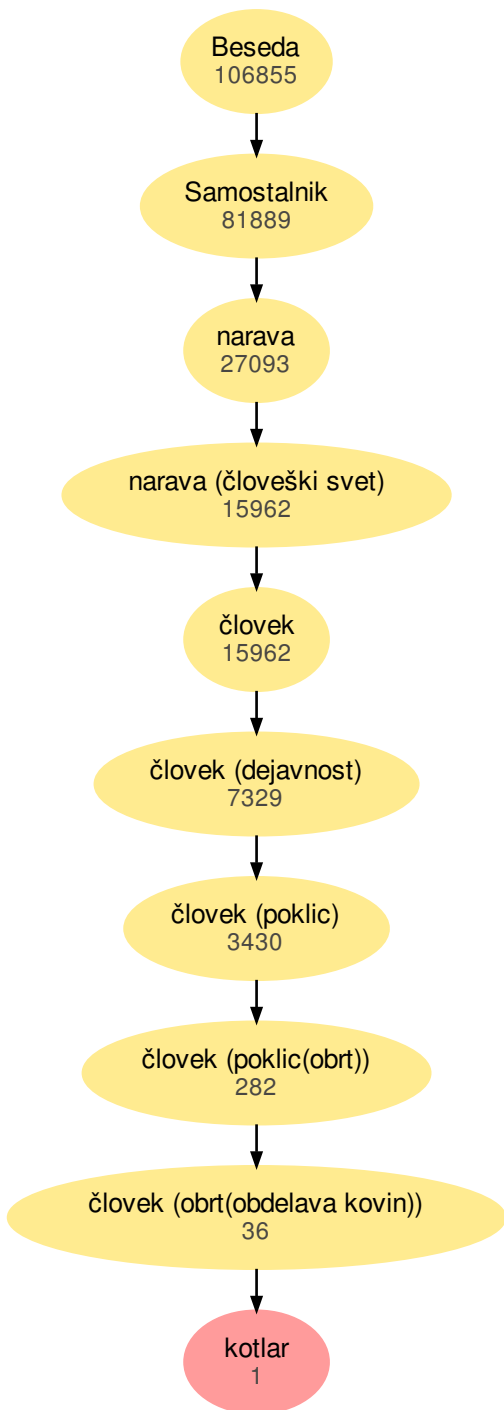 Beseda
106855
Samostalnik
81889
narava
27093
narava (človeški svet)
15962
človek
15962
človek (dejavnost)
7329
človek (poklic)
3430
človek (poklic(obrt))
282
človek (obrt(obdelava kovin))
36
kotlar
1